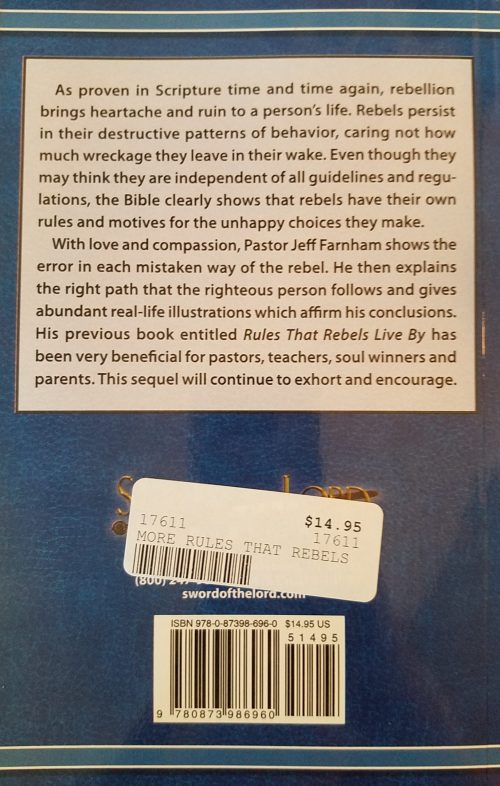 As proven in Scripture time and time again, rebellion
brings heartache and ruin to a person's life. Rebels persist
in their destructive patterns of behavior, caring not how
much wreckage they leave in their wake. Even though they
may think they are independent of all guidelines and regu-
lations, the Bible clearly shows that rebels have their own
rules and motives for the unhappy choices they make.
With love and compassion, Pastor Jeff Farnham shows the
error in each mistaken way of the rebel. He then explains
the right path that the righteous person follows and gives
abundant real-life illustrations which affirm his conclusions.
His previous book entitled Rules That Rebels Live By has
been very beneficial for pastors, teachers, soul winners and
parents. This sequel will continue to exhort and encourage.
LORD
17611 $14.95
17611
MORE RULES THAT REBELS
(800)
swordofthelord.com
ISBN 978-0-87398-696-0 $14.95 US
5 1 4 9 5
9 780873 986960